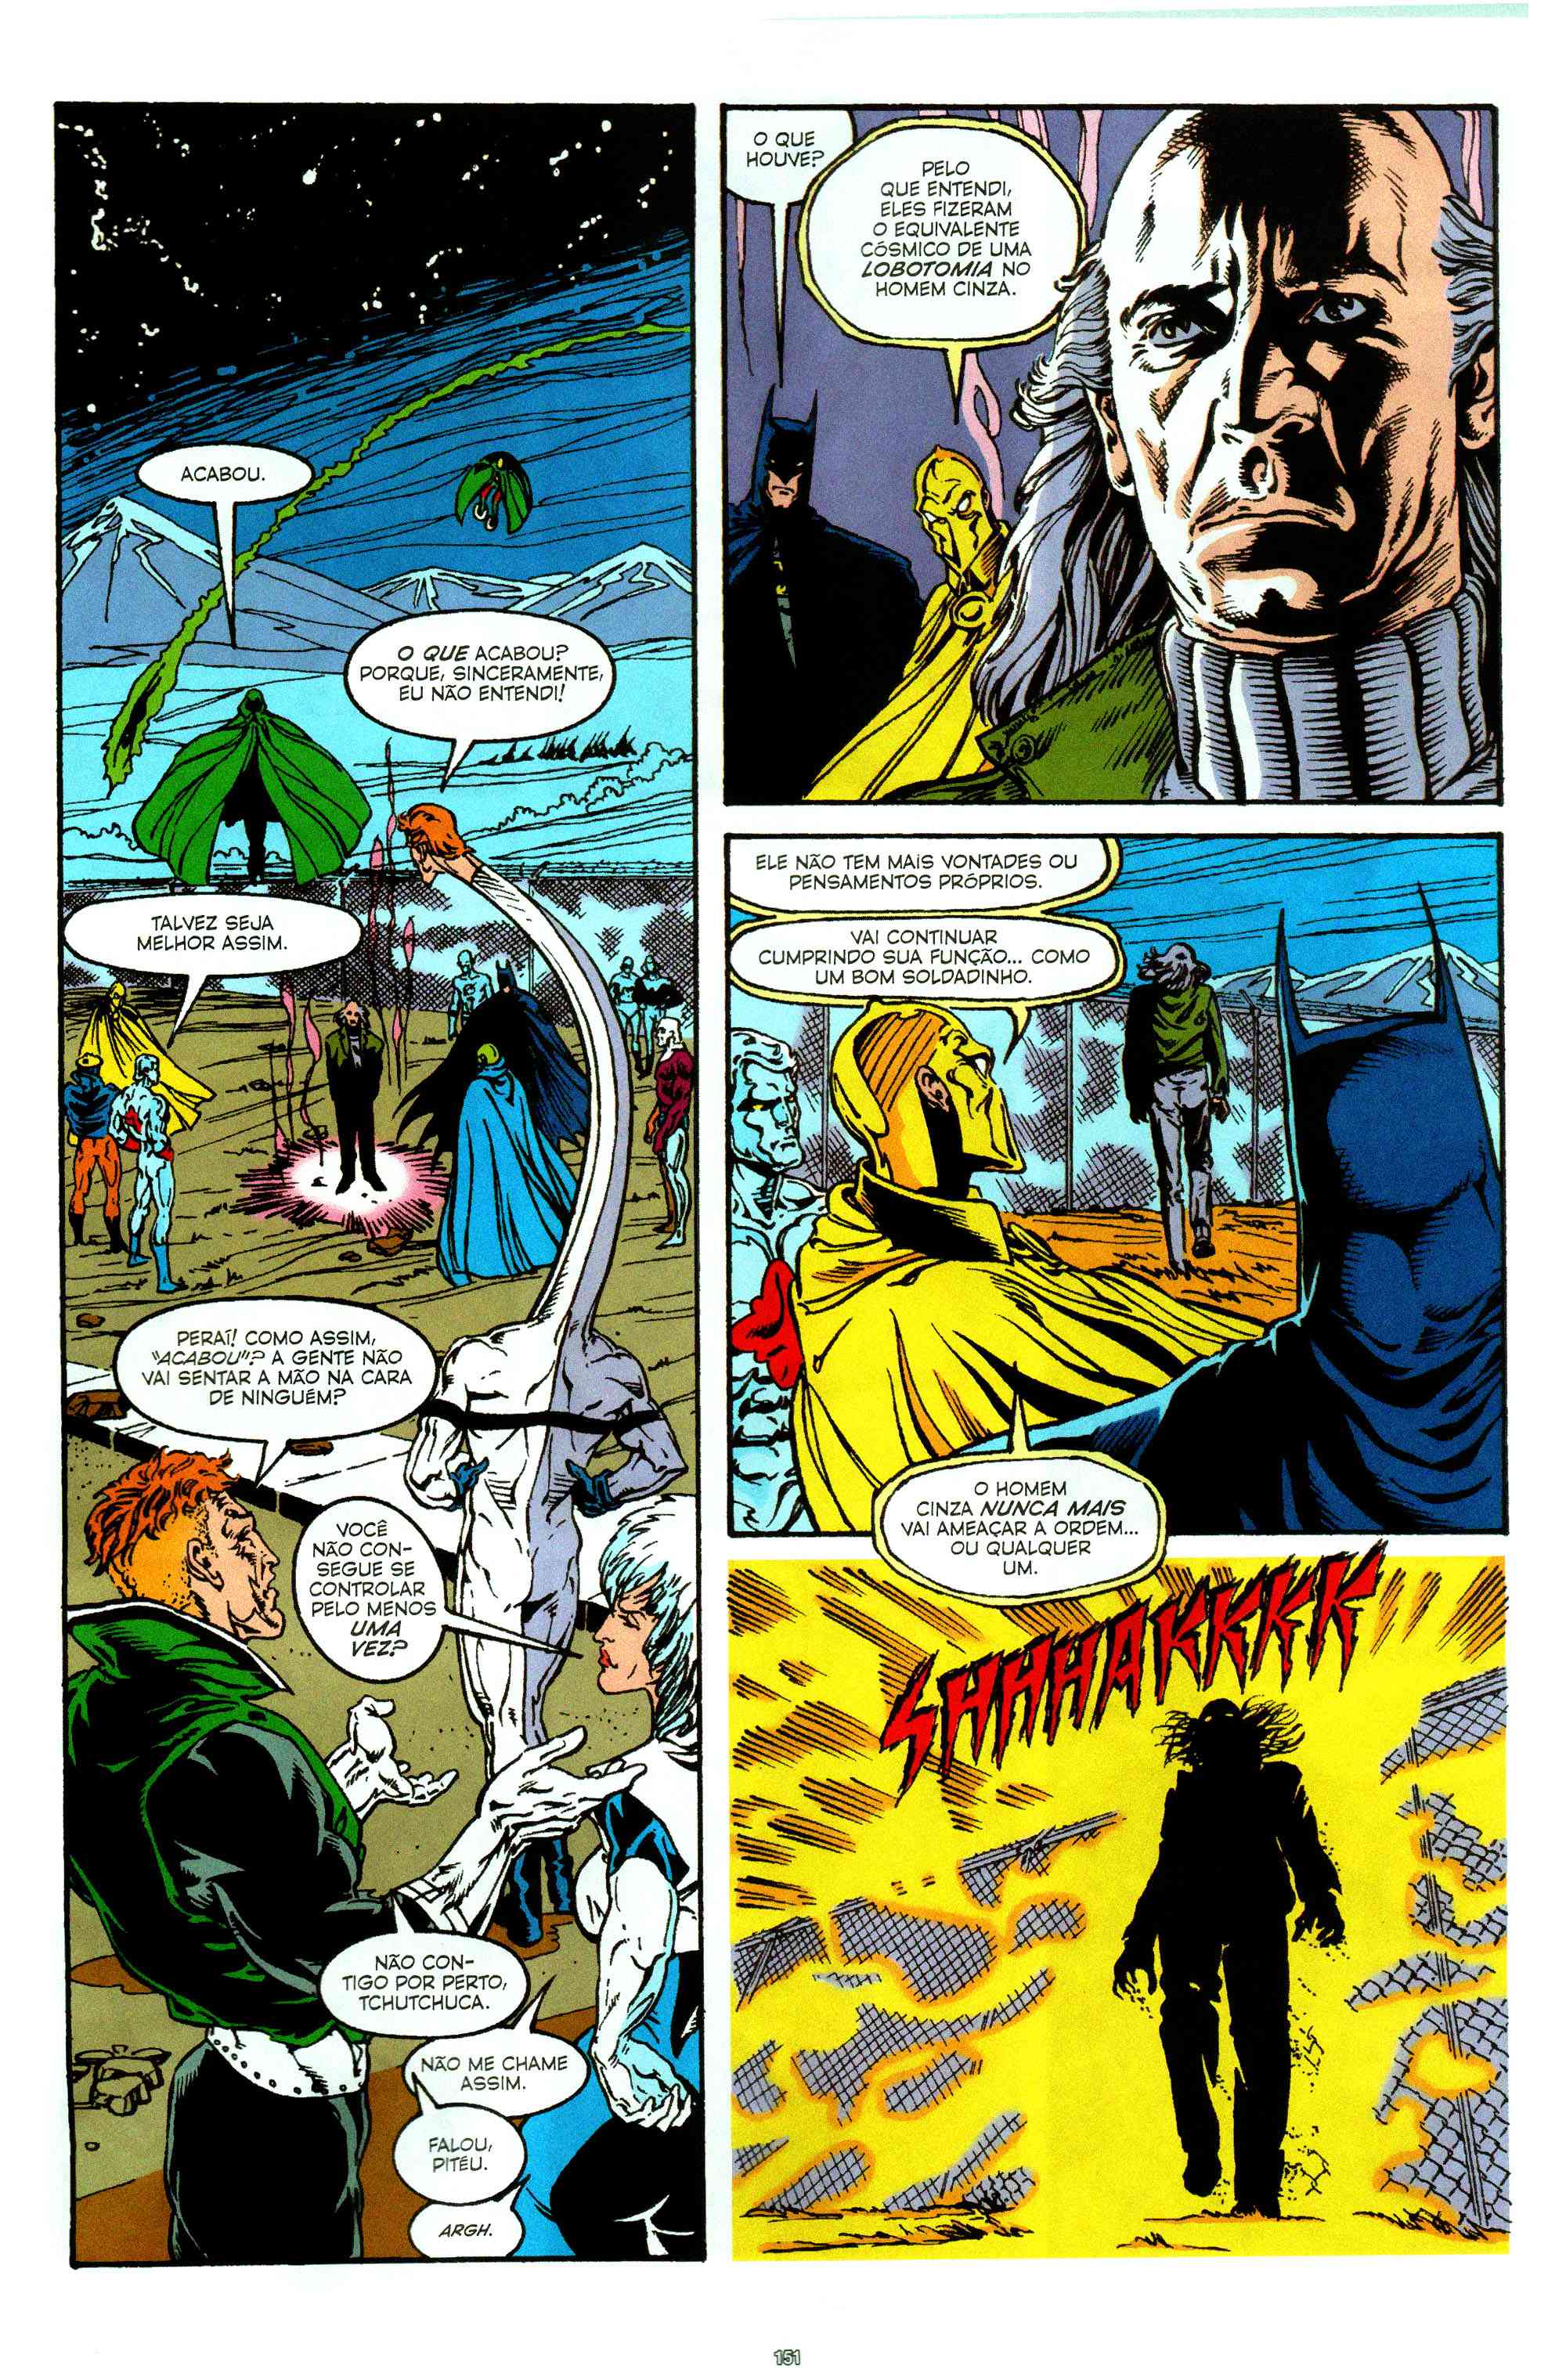 ACABOU.
O QUE ACABOU?
PORQUE, SINCERAMENTE,
EU NÃO ENTENDI!
TALVEZ SEJA
MELHOR ASSIM.
PERAÍ! COMO ASSIM,
"ACABOU"? A GENTE NÃO
VAI SENTAR A MÃO NA CARA
DE NINGUÉM?
VOCÊ
NÃO CON-
SEGUE SE
CONTROLAR
PELO MENOS
UMA
VEZ?
NÃO CON-
TIGO POR PERTO,
TCHUTCHUCA.
NÃO ME CHAME
ASSIM.
FALOU,
PITÉU.
ARGH.
O QUE
HOUVE?
PELO
QUE ENTENDI,
ELES FIZERAM
O EQUIVALENTE
CÓSMICO DE UMA
LOBOTOMIA NO
HOMEM CINZA.
ELE NÃO TEM MAIS VONTADES OU
PENSAMENTOS PRÓPRIOS.
VAI CONTINUAR
CUMPRINDO SUA FUNÇÃO... COMO
UM BOM SOLDADINHO.
O HOMEM
CINZA NUNCA MAIS
VAI AMEAÇAR A ORDEM...
OU QUALQUER
UM.
SHHHAKKKKK
151